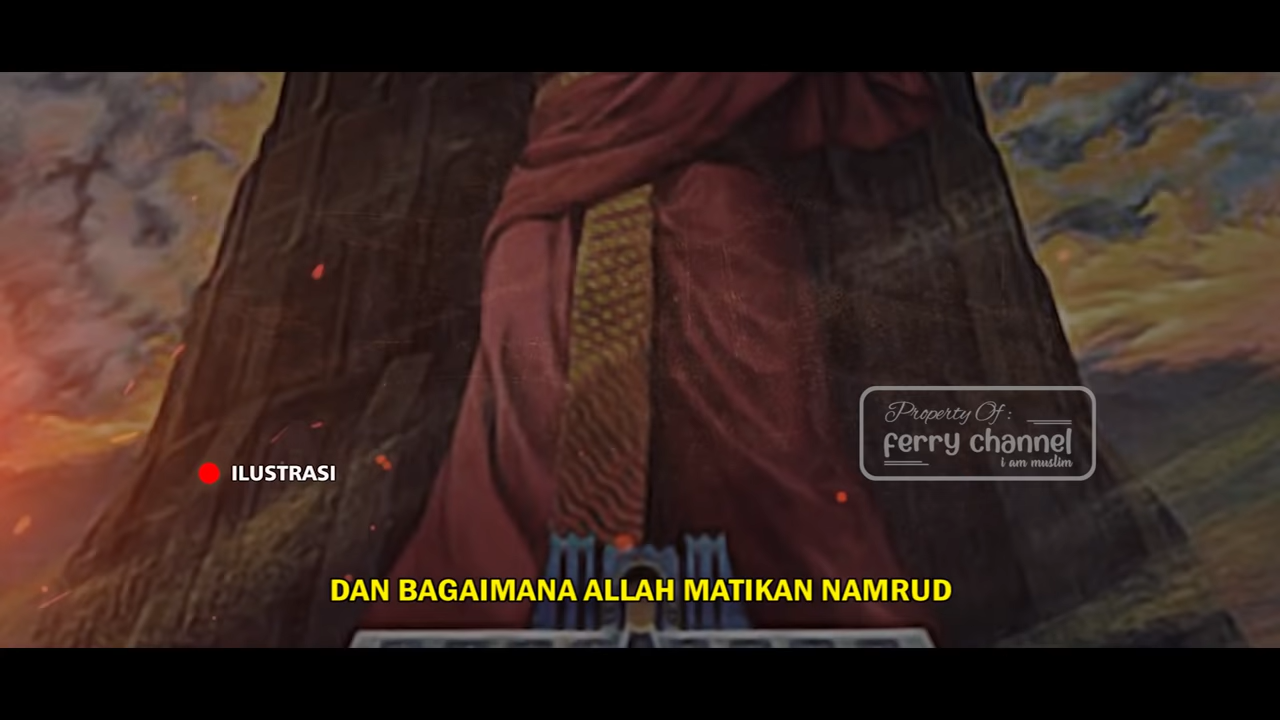 Property Of :
ferry channel
i am muslim
ILUSTRASI
DAN BAGAIMANA ALLAH MATIKAN NAMRUD